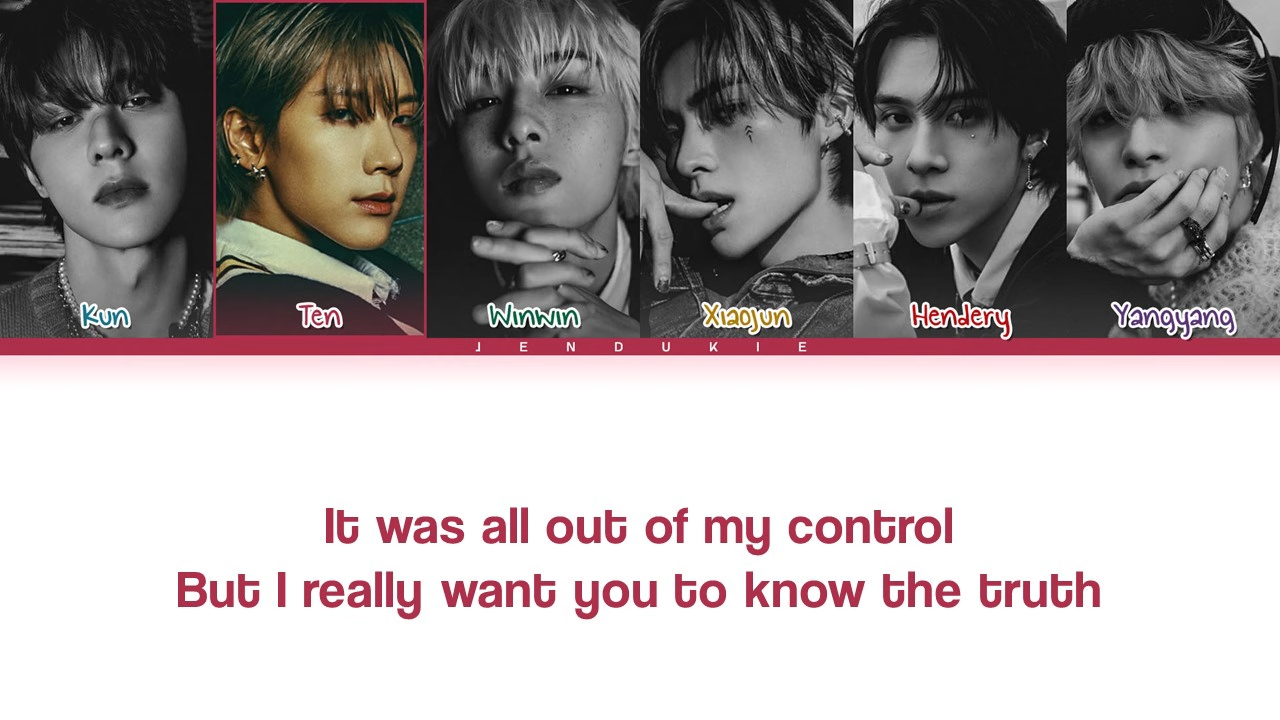 Kun
Ten
Winwin
Xiaojun
Hendery
Yangyang
JENDUKIE
It was all out of my control
But I really want you to know the truth